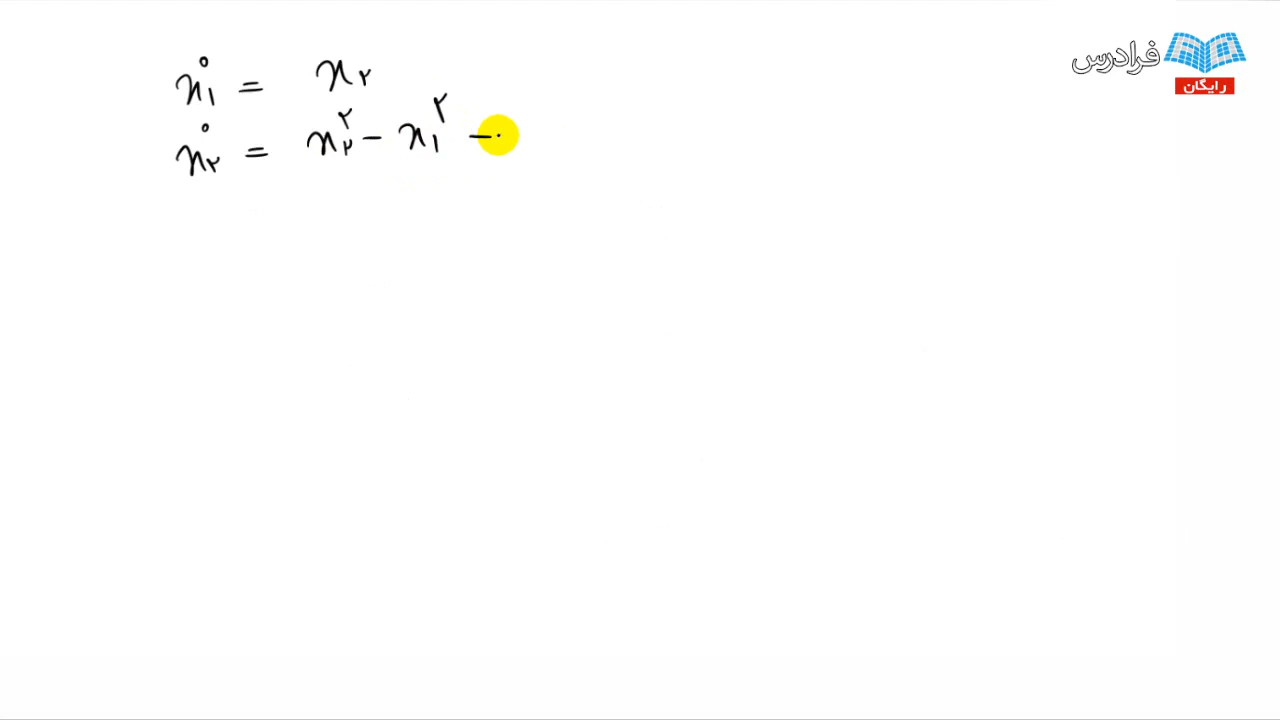 فرادرس
رایگان
ẋ₁ = x₂
ẋ₂ = x₂² - x₁² -